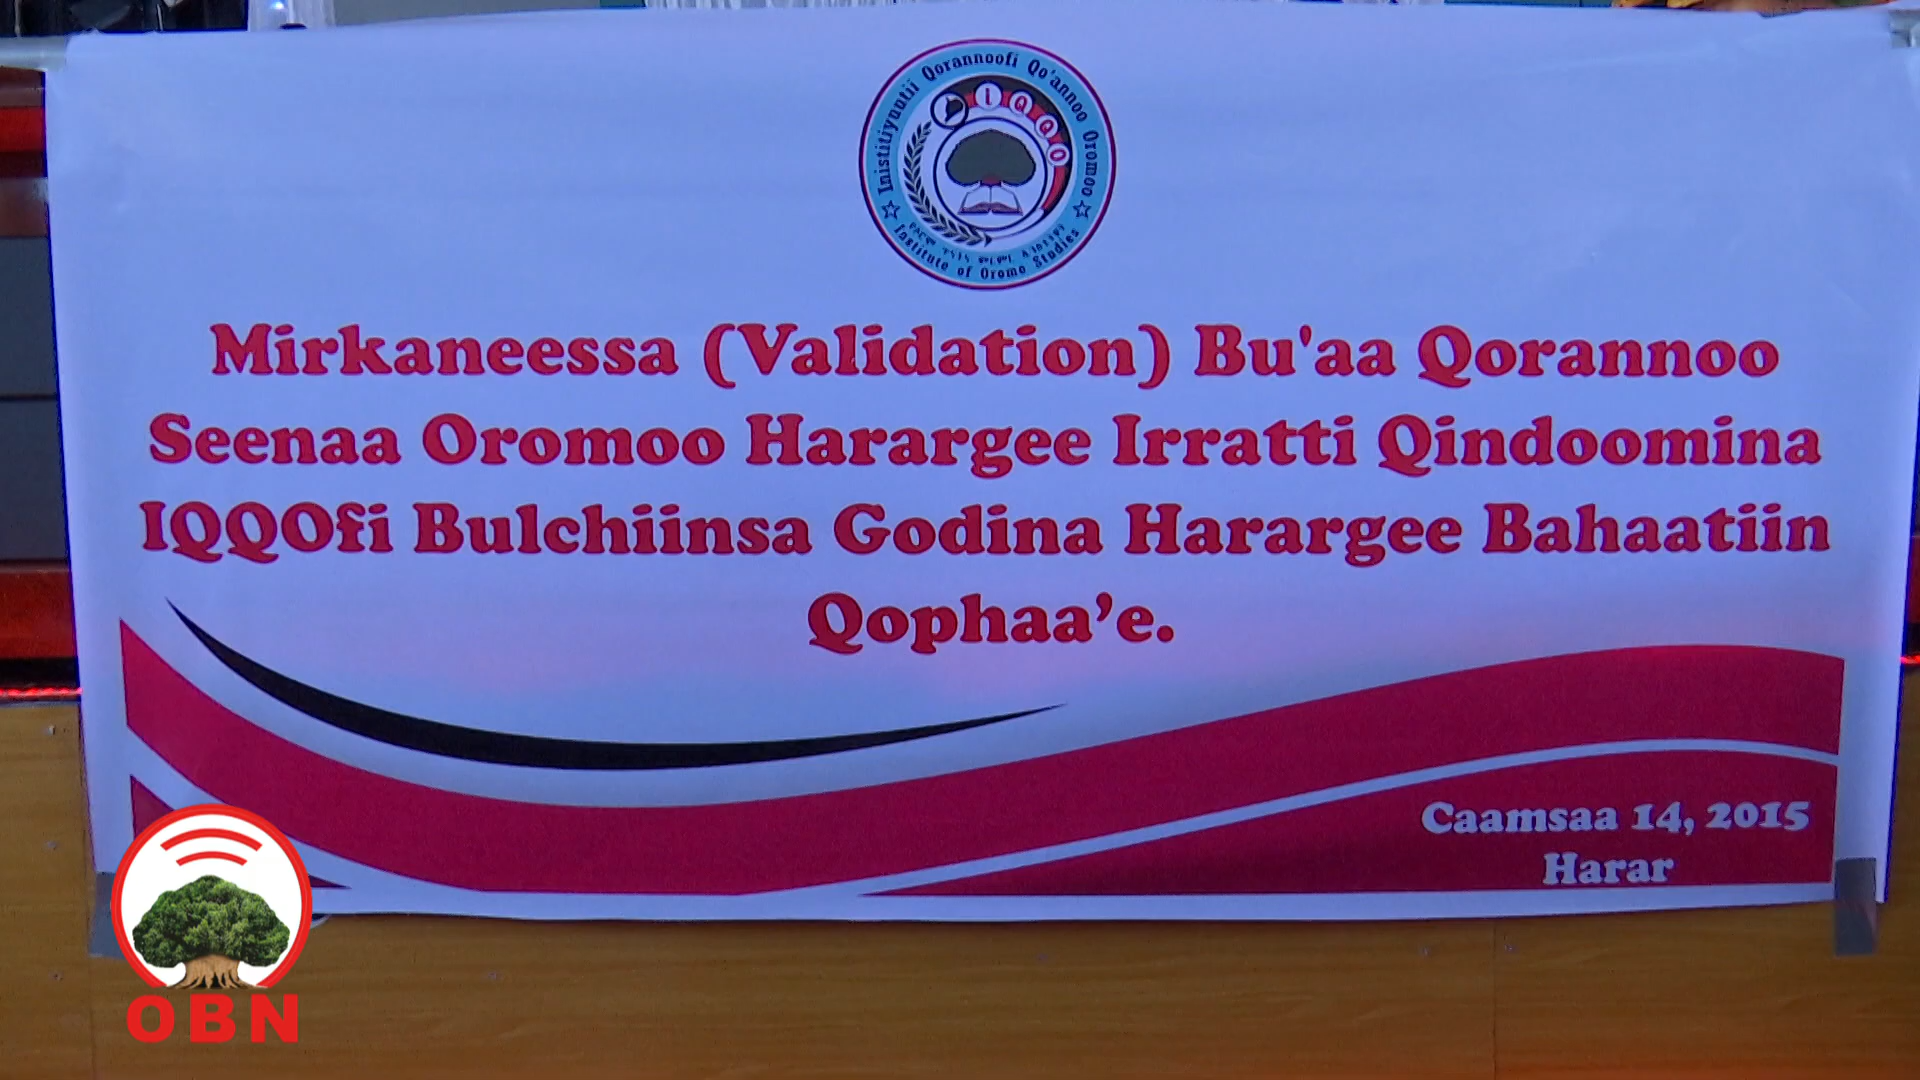 Inistitiyuutii Qorannoofi Qo'annoo Oromoo
I Q Q O
Institute of Oromo Studies
Mirkaneessa (Validation) Bu'aa Qorannoo
Seenaa Oromoo Harargee Irratti Qindoomina
IQQOfi Bulchiinsa Godina Harargee Bahaatiin
Qophaa’e.
Caamsaa 14, 2015
Harar
OBN